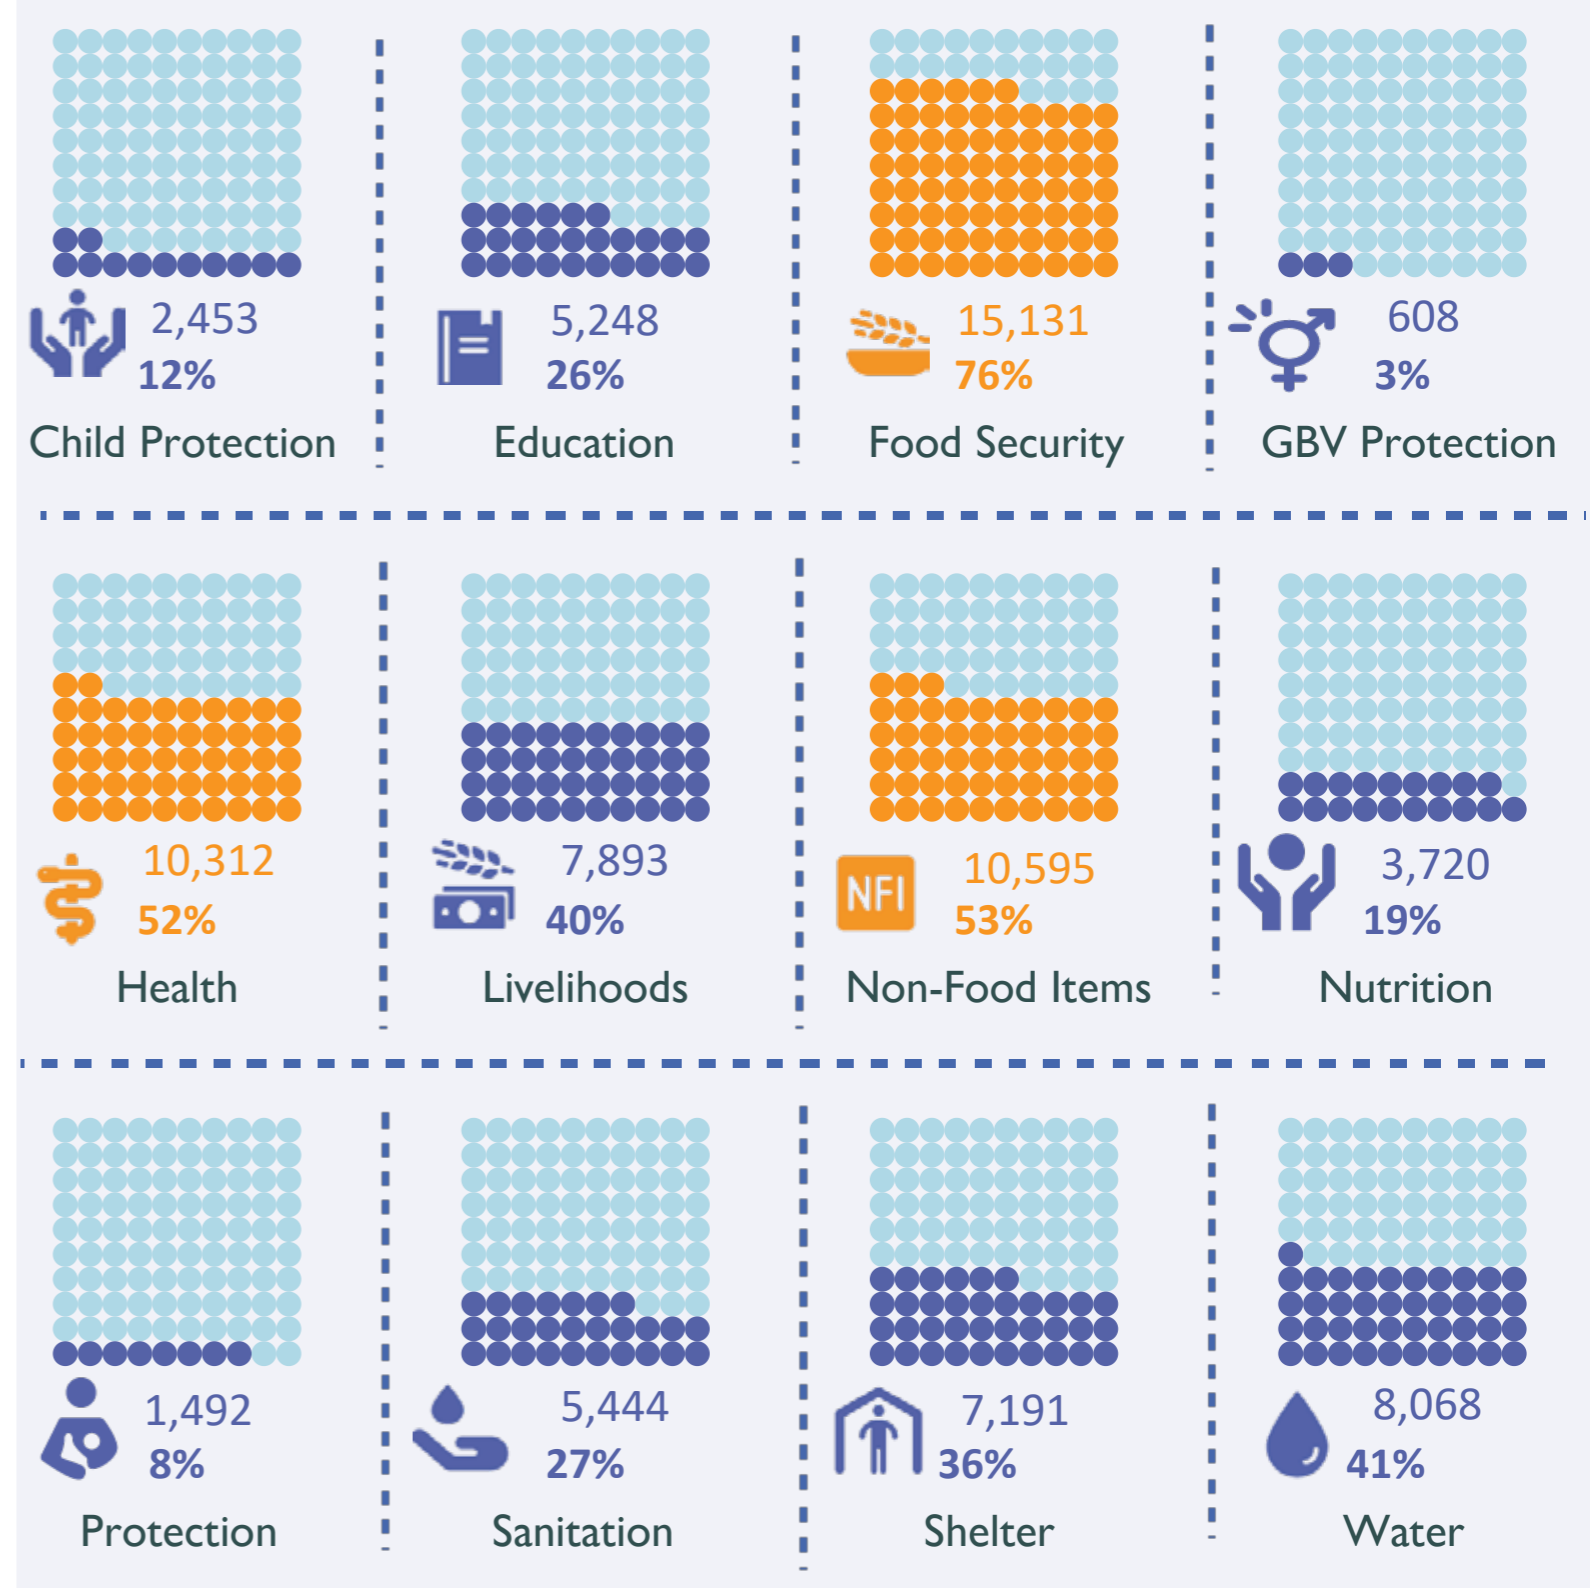 2,453
12%
Child Protection
5,248
26%
Education
15,131
76%
Food Security
608
3%
GBV Protection
10,312
52%
Health
7,893
40%
Livelihoods
NFI
10,595
53%
Non-Food Items
3,720
19%
Nutrition
1,492
8%
Protection
5,444
27%
Sanitation
7,191
36%
Shelter
8,068
41%
Water